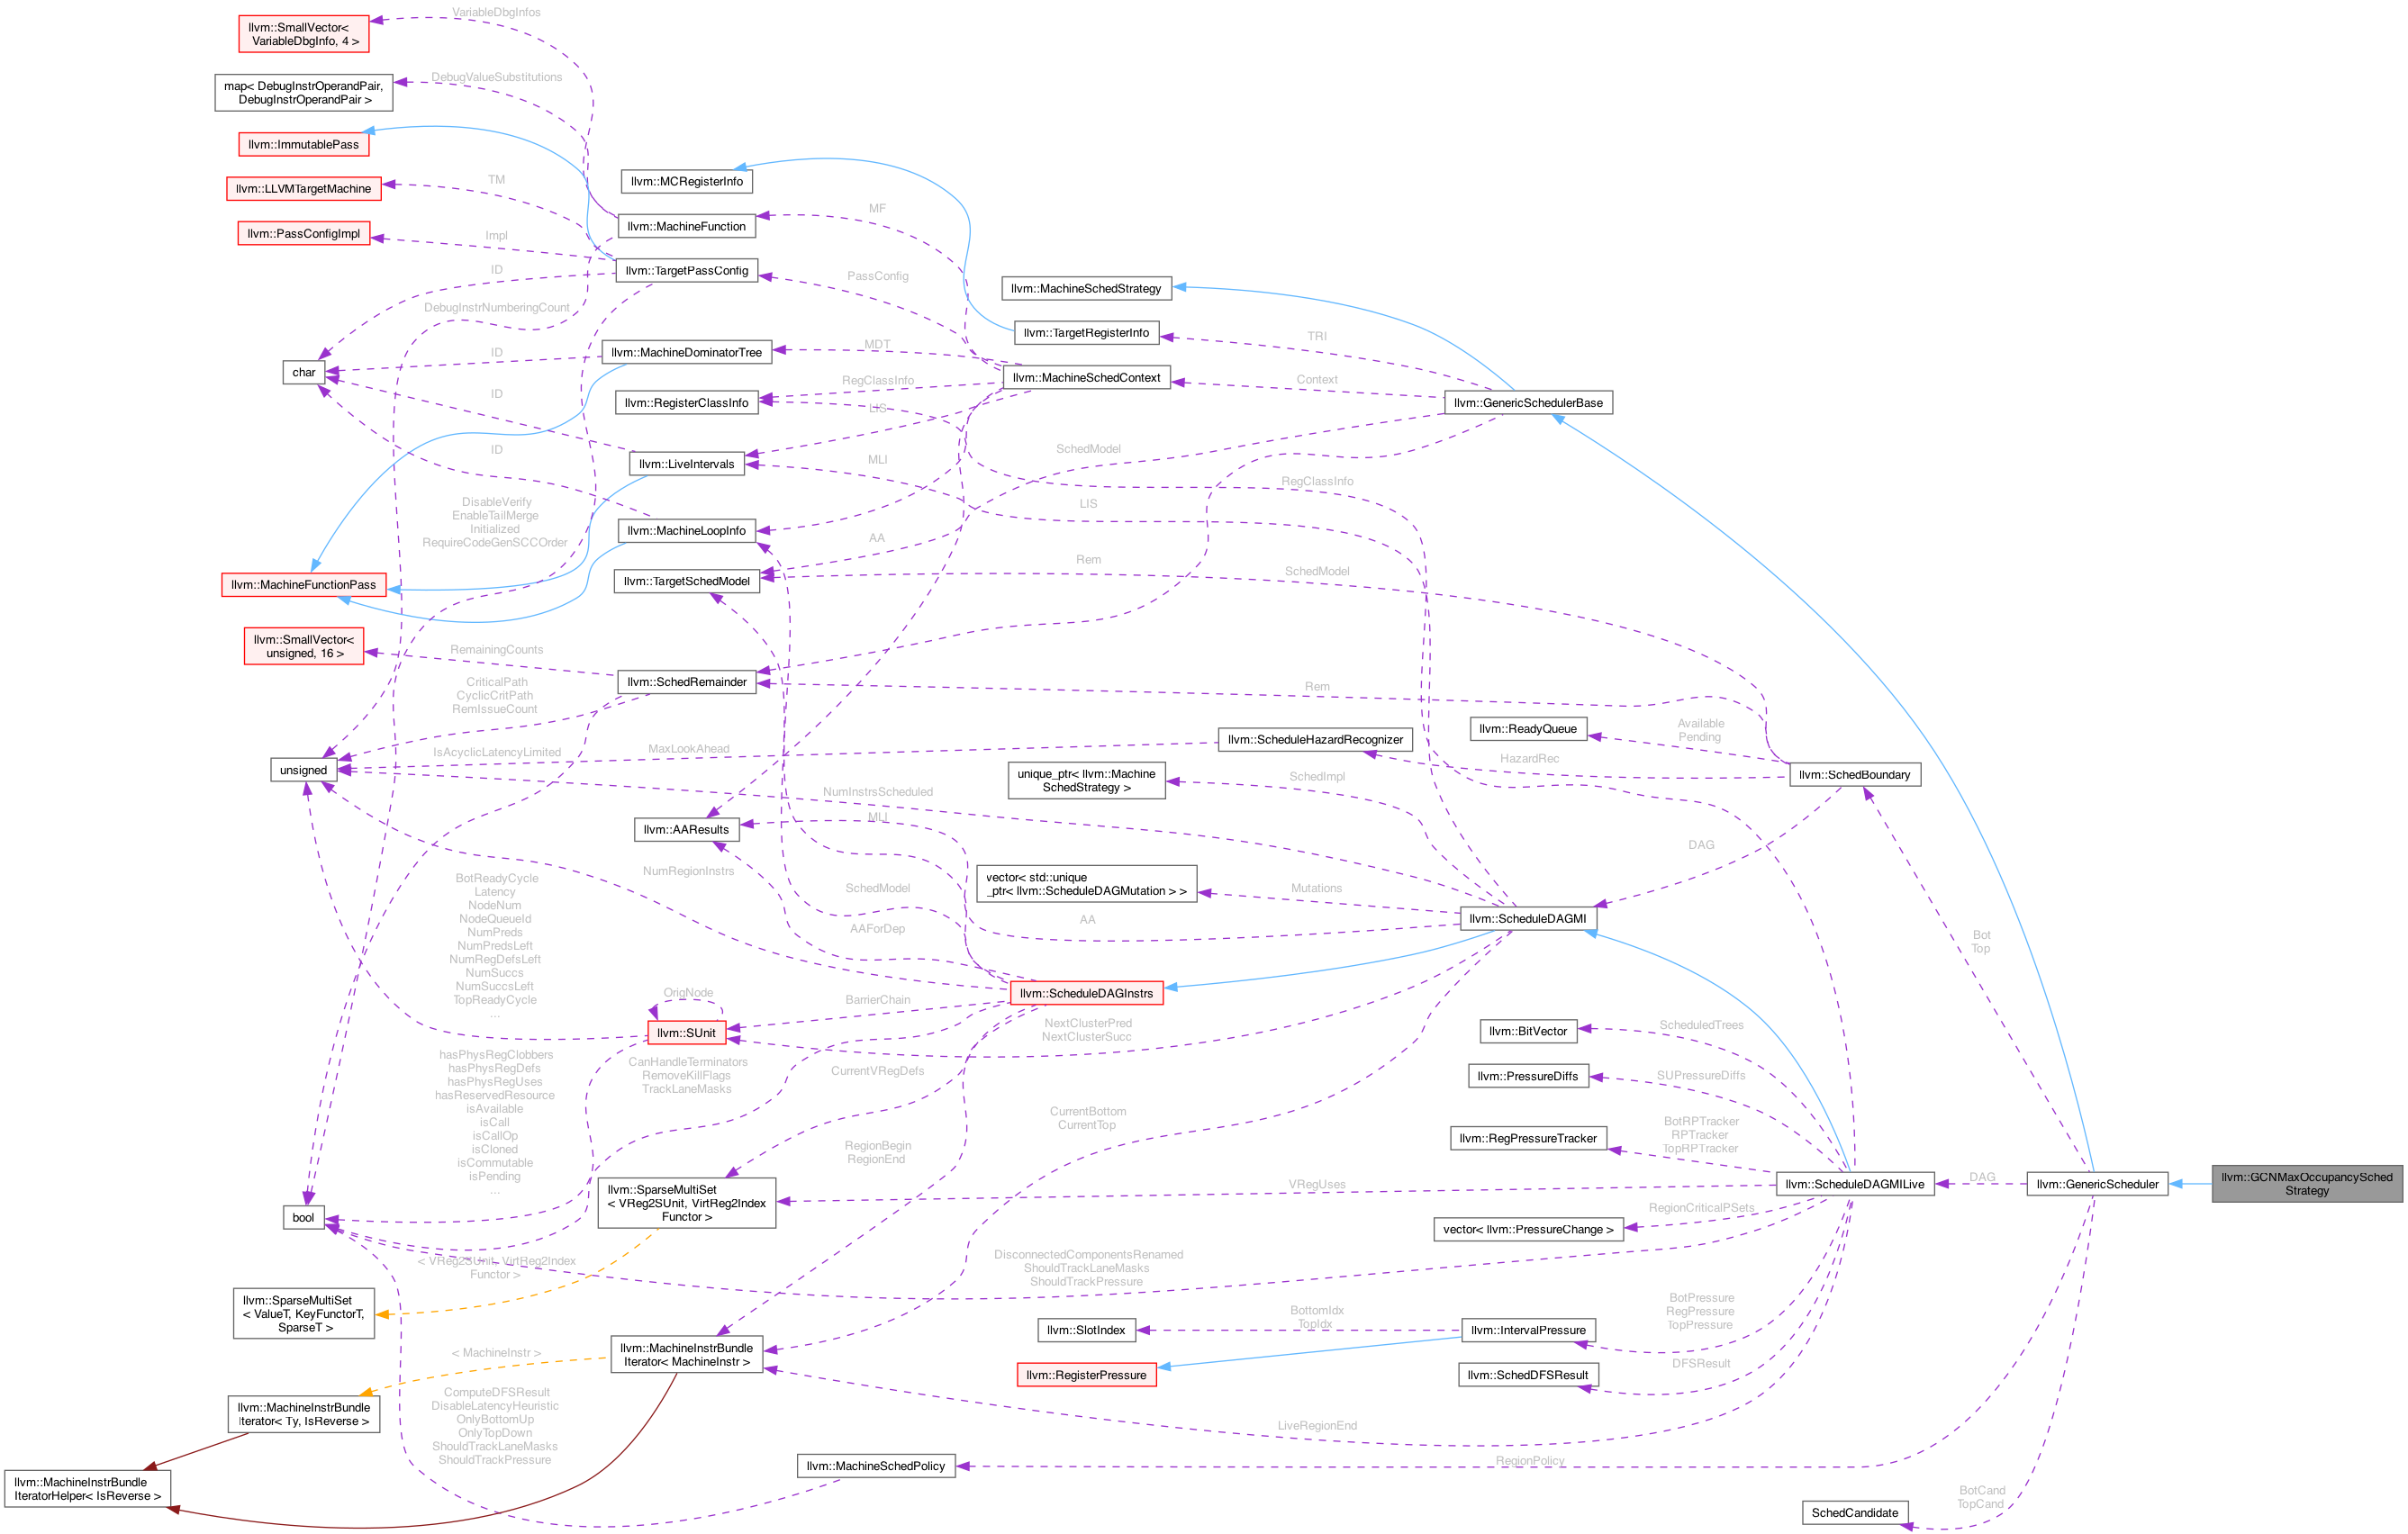 VariableDbgInfos
llvm::SmallVector<
VariableDbgInfo, 4 >
DebugValueSubstitutions
map< DebugInstrOperandPair,
DebugInstrOperandPair >
llvm::ImmutablePass
TM
llvm::LLVMTargetMachine
llvm::MCRegisterInfo
MF
llvm::MachineFunction
Impl
llvm::PassConfigImpl
ID
llvm::TargetPassConfig
PassConfig
llvm::MachineSchedStrategy
DebugInstrNumberingCount
llvm::TargetRegisterInfo
TRI
MDT
ID
llvm::MachineDominatorTree
char
llvm::MachineSchedContext
Context
RegClassInfo
llvm::RegisterClassInfo
LIS
llvm::GenericSchedulerBase
ID
ID
llvm::LiveIntervals
MLI
SchedModel
RegClassInfo
LIS
DisableVerify
EnableTailMerge
Initialized
RequireCodeGenSCCOrder
llvm::MachineLoopInfo
AA
Rem
SchedModel
llvm::MachineFunctionPass
llvm::TargetSchedModel
llvm::SmallVector<
unsigned, 16 >
RemainingCounts
CriticalPath
CyclicCritPath
RemIssueCount
llvm::SchedRemainder
Rem
llvm::ReadyQueue
Available
Pending
IsAcyclicLatencyLimited
MaxLookAhead
llvm::ScheduleHazardRecognizer
HazardRec
unsigned
unique_ptr< llvm::Machine
SchedStrategy >
SchedImpl
llvm::SchedBoundary
NumInstrsScheduled
MLI
llvm::AAResults
DAG
NumRegionInstrs
BotReadyCycle
Latency
NodeNum
NodeQueueId
NumPreds
NumPredsLeft
NumRegDefsLeft
NumSuccs
NumSuccsLeft
TopReadyCycle
...
SchedModel
vector< std::unique
_ptr< llvm::ScheduleDAGMutation > >
Mutations
AA
AAForDep
llvm::ScheduleDAGMI
Bot
Top
OrigNode
BarrierChain
llvm::ScheduleDAGInstrs
llvm::SUnit
NextClusterPred
NextClusterSucc
llvm::BitVector
ScheduledTrees
hasPhysRegClobbers
hasPhysRegDefs
hasPhysRegUses
hasReservedResource
isAvailable
isCall
isCallOp
isCloned
isCommutable
isPending
...
CanHandleTerminators
RemoveKillFlags
TrackLaneMasks
CurrentVRegDefs
llvm::PressureDiffs
SUPressureDiffs
CurrentBottom
CurrentTop
llvm::RegPressureTracker
BotRPTracker
RPTracker
TopRPTracker
RegionBegin
RegionEnd
llvm::SparseMultiSet
< VReg2SUnit, VirtReg2Index
Functor >
VRegUses
llvm::ScheduleDAGMILive
DAG
llvm::GenericScheduler
llvm::GCNMaxOccupancySched
Strategy
bool
vector< llvm::PressureChange >
RegionCriticalPSets
< VReg2SUnit, VirtReg2Index
Functor >
DisconnectedComponentsRenamed
ShouldTrackLaneMasks
ShouldTrackPressure
llvm::SparseMultiSet
< ValueT, KeyFunctorT,
SparseT >
BottomIdx
TopIdx
llvm::SlotIndex
llvm::IntervalPressure
BotPressure
RegPressure
TopPressure
< MachineInstr >
llvm::MachineInstrBundle
Iterator< MachineInstr >
llvm::RegisterPressure
llvm::SchedDFSResult
DFSResult
llvm::MachineInstrBundle
Iterator< Ty, IsReverse >
ComputeDFSResult
DisableLatencyHeuristic
OnlyBottomUp
OnlyTopDown
ShouldTrackLaneMasks
ShouldTrackPressure
LiveRegionEnd
llvm::MachineInstrBundle
IteratorHelper< IsReverse >
llvm::MachineSchedPolicy
RegionPolicy
SchedCandidate
BotCand
TopCand